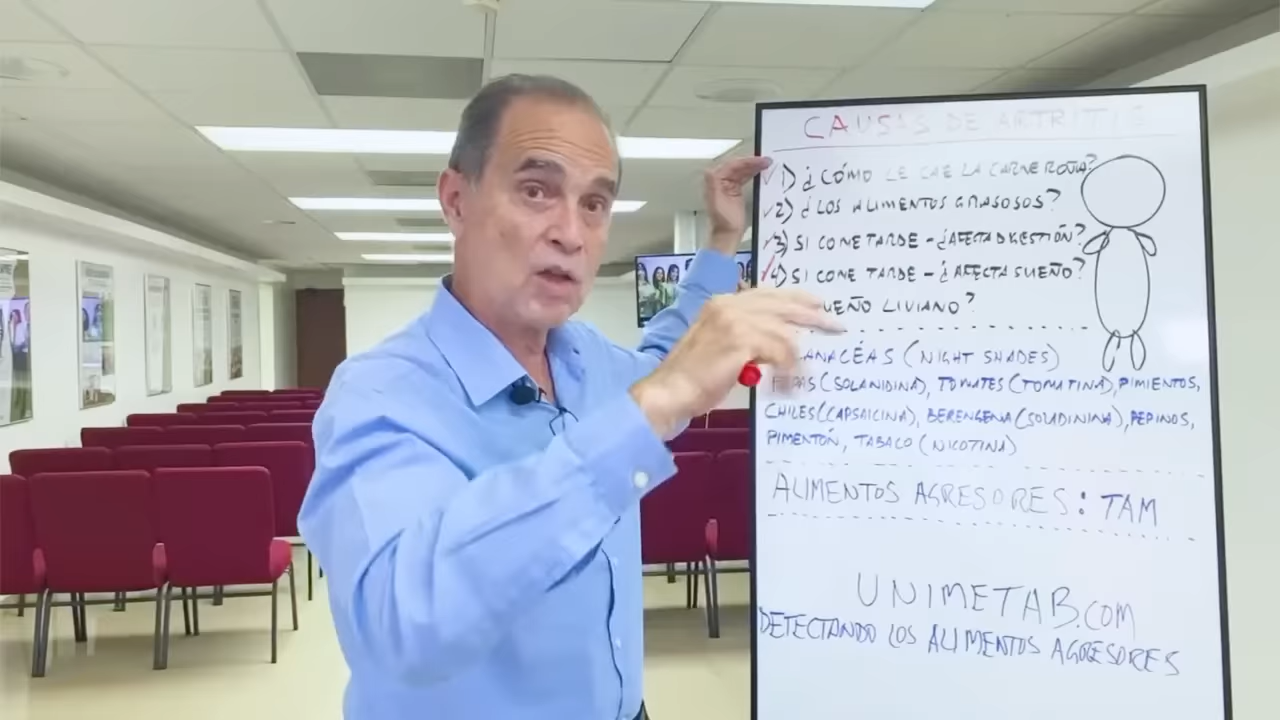 CAUSAS DE ARTRITIS
1) ¿CÓMO LE CAE LA CARNE ROJA?
2) ¿LOS ALIMENTOS GRASOSOS?
3) SI COME TARDE - ¿AFECTA DIGESTIÓN?
4) SI COME TARDE - ¿AFECTA SUEÑO?
SUEÑO LIVIANO?
(NIGHT SHADES)
(SOLANIDINA), TOMATES (TOMATINA), PIMIENTOS,
CHILES (CAPSAICINA), BERENGENA (SOLADININA), PEPINOS,
PIMENTÓN, TABACO (NICOTINA)
ALIMENTOS AGRESORES: TAM
UNIMETAB.COM
DETECTANDO LOS ALIMENTOS AGRESORES